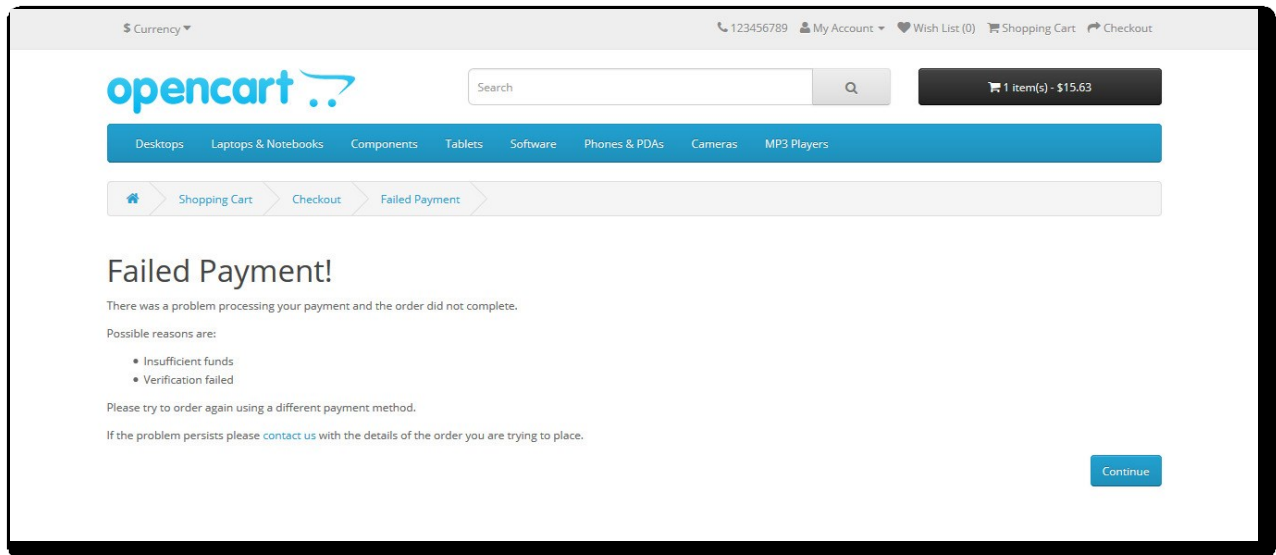 $ Currency
123456789 My Account Wish List (0) Shopping Cart Checkout
opencart
Search
1 item(s) - $15.63
Desktops Laptops & Notebooks Components Tablets Software Phones & PDAs Cameras MP3 Players
Shopping Cart Checkout Failed Payment
Failed Payment!
There was a problem processing your payment and the order did not complete.
Possible reasons are:
• Insufficient funds
• Verification failed
Please try to order again using a different payment method.
If the problem persists please contact us with the details of the order you are trying to place.
Continue